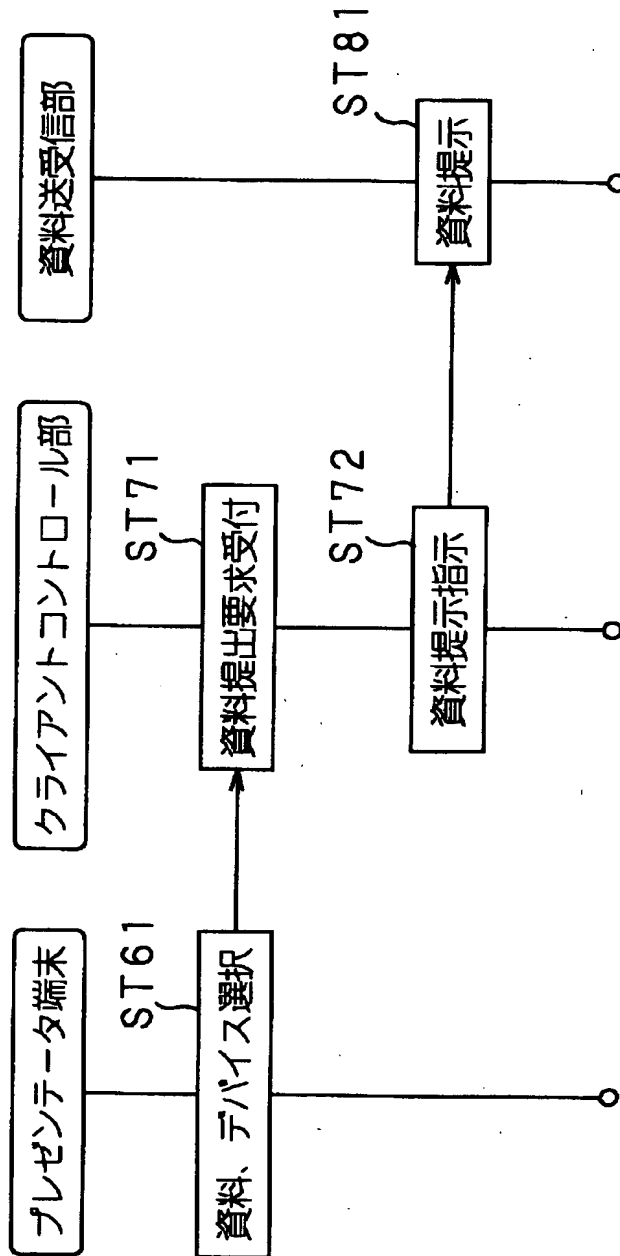 プレゼンテータ端末
クライアントコントロール部
資料送受信部
ST61
資料、デバイス選択
ST71
資料提出要求受付
ST72
資料提示指示
ST81
資料提示